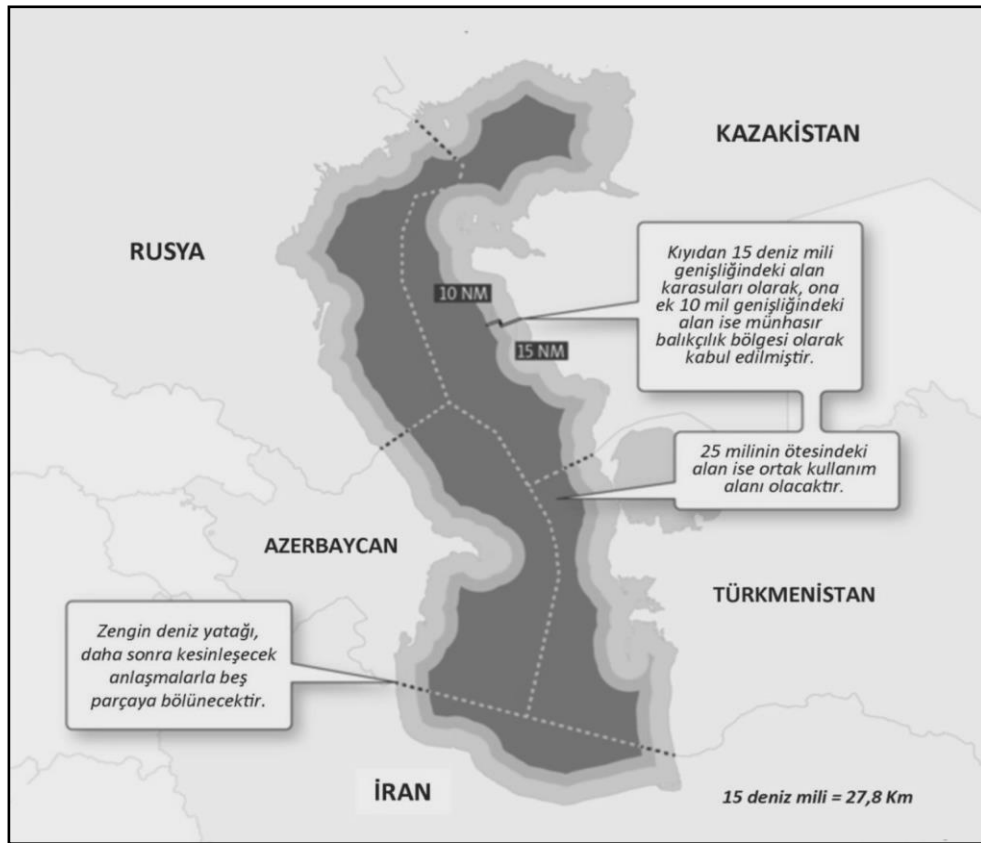 KAZAKİSTAN
RUSYA
Kıyıdan 15 deniz mili
genişliğindeki alan
karasuları olarak, ona
ek 10 mil genişliğindeki
alan ise münhasır
balıkçılık bölgesi olarak
kabul edilmiştir.
10 NM
15 NM
25 milinin ötesindeki
alan ise ortak kullanım
alanı olacaktır.
AZERBAYCAN
TÜRKMENİSTAN
Zengin deniz yatağı,
daha sonra kesinleşecek
anlaşmalarla beş
parçaya bölünecektir.
İRAN
15 deniz mili = 27,8 Km